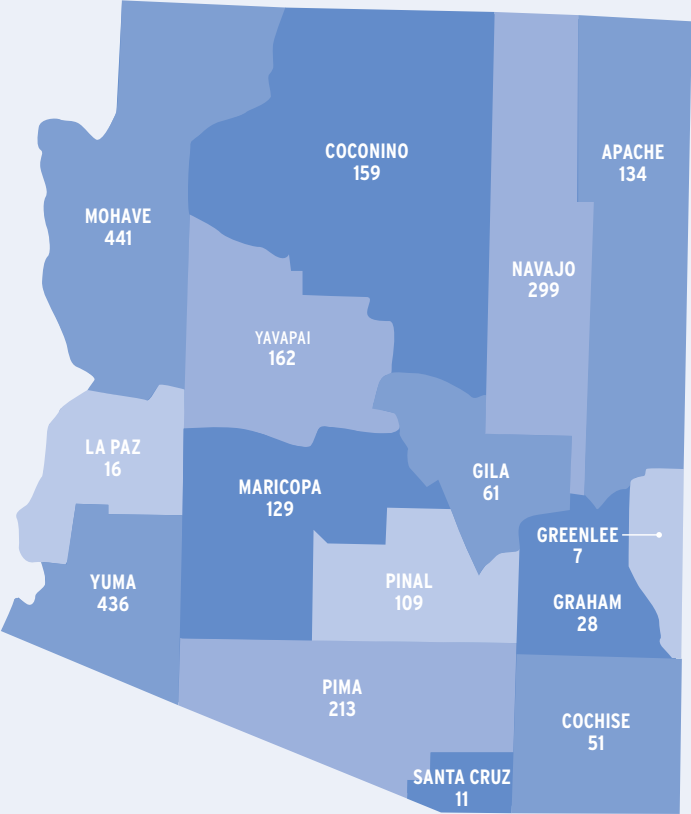 COCONINO
159
APACHE
134
MOHAVE
441
NAVAJO
299
YAVAPAI
162
LA PAZ
16
GILA
61
MARICOPA
129
GREENLEE
7
YUMA
436
PINAL
109
GRAHAM
28
PIMA
213
COCHISE
51
SANTA CRUZ
11